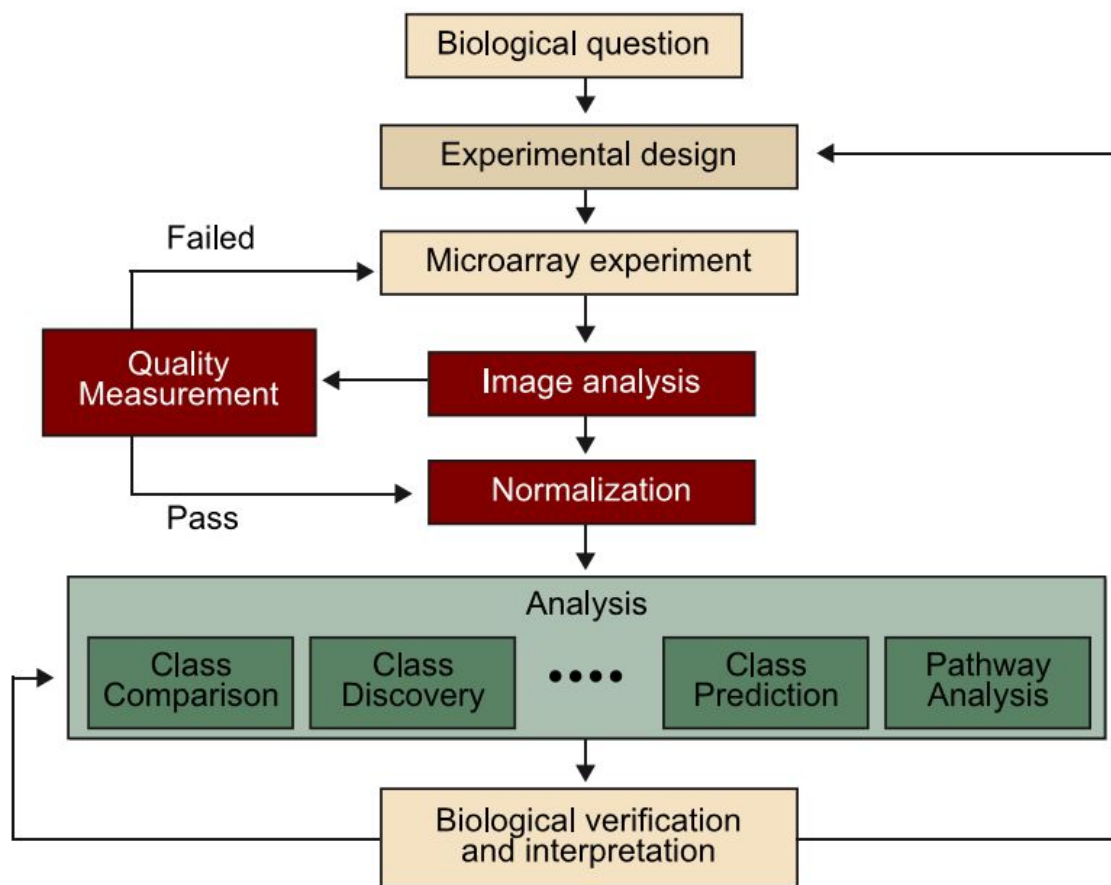 Biological question
Experimental design
Failed
Microarray experiment
Quality
Measurement
Image analysis
Normalization
Pass
Analysis
Class
Comparison
Class
Discovery
Class
Prediction
Pathway
Analysis
Biological verification
and interpretation